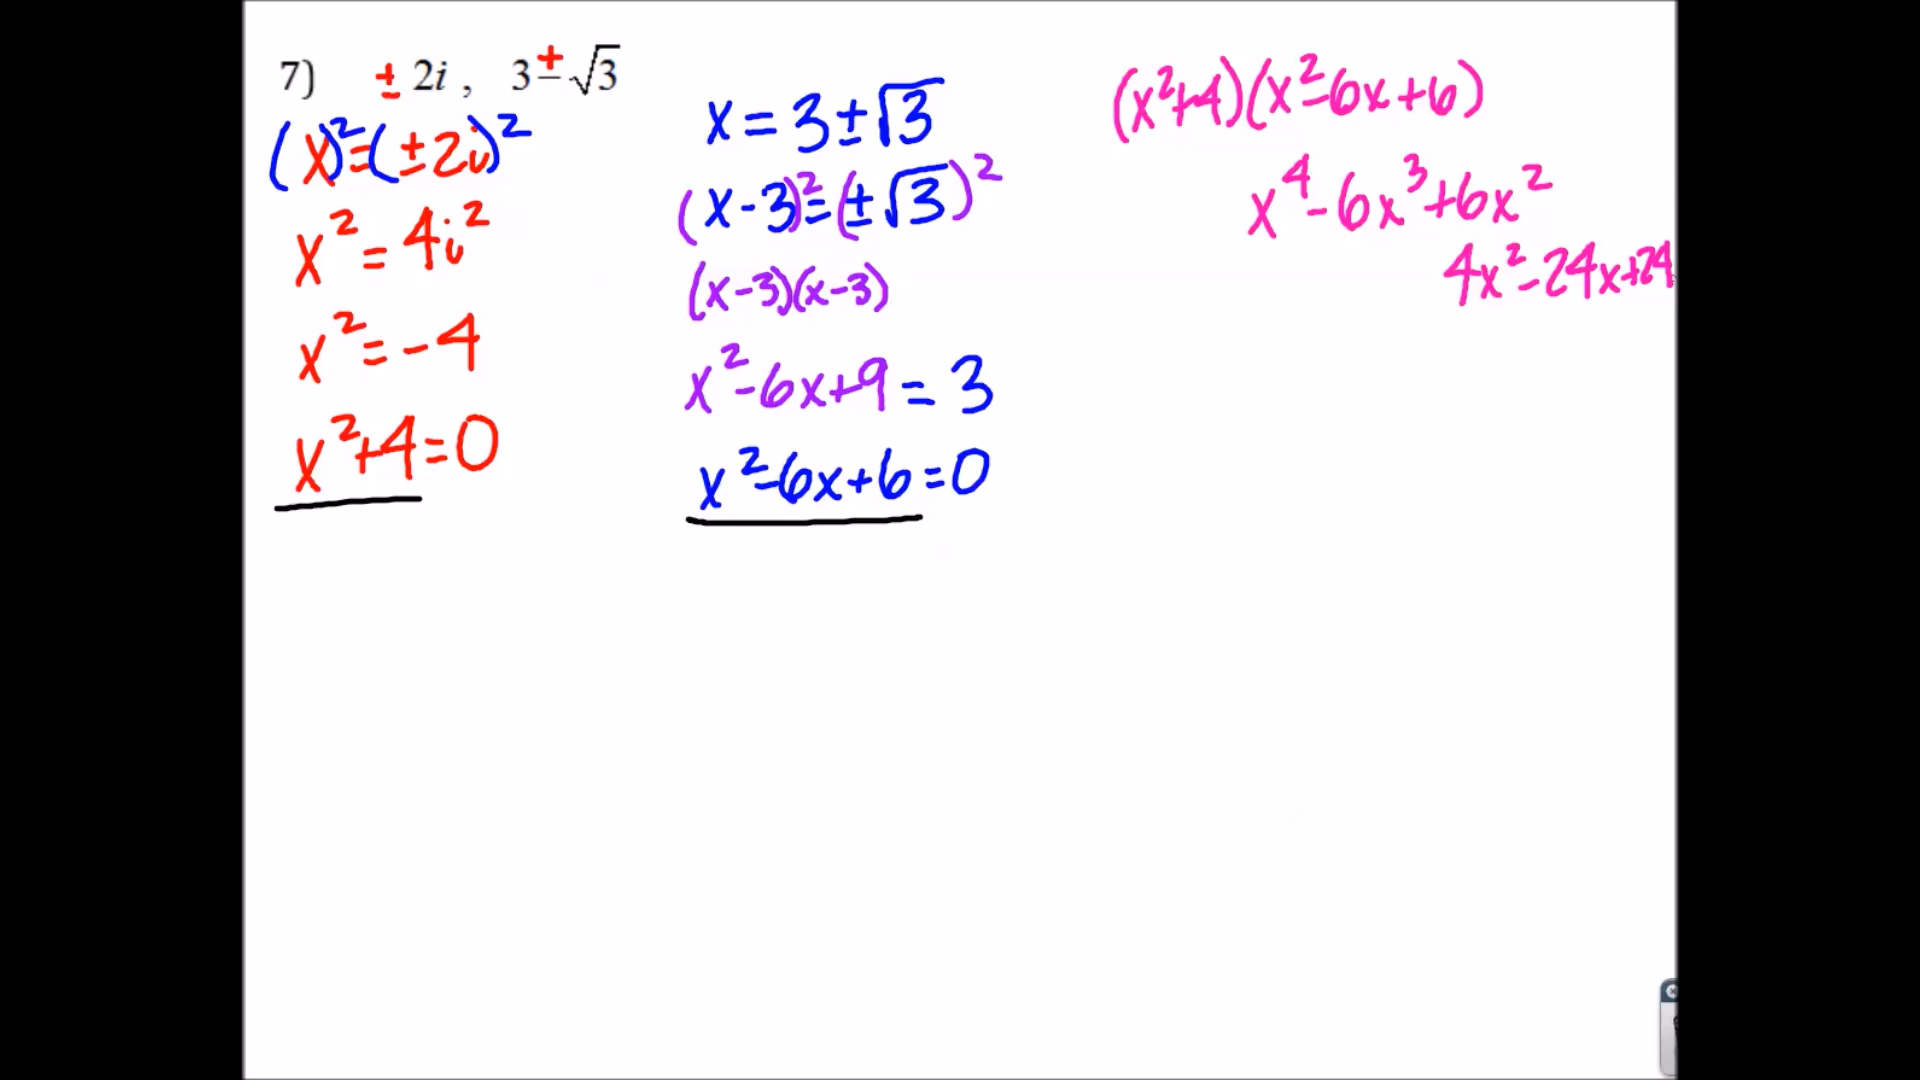 7) ± 2i , 3 ± √3
(x)² = (± 2i)²
x² = 4i²
x² = -4
x² + 4 = 0
x = 3 ± √3
(x - 3)² = (± √3)²
(x - 3)(x - 3)
x² - 6x + 9 = 3
x² - 6x + 6 = 0
(x² + 4)(x² - 6x + 6)
x⁴ - 6x³ + 6x²
4x² - 24x + 24